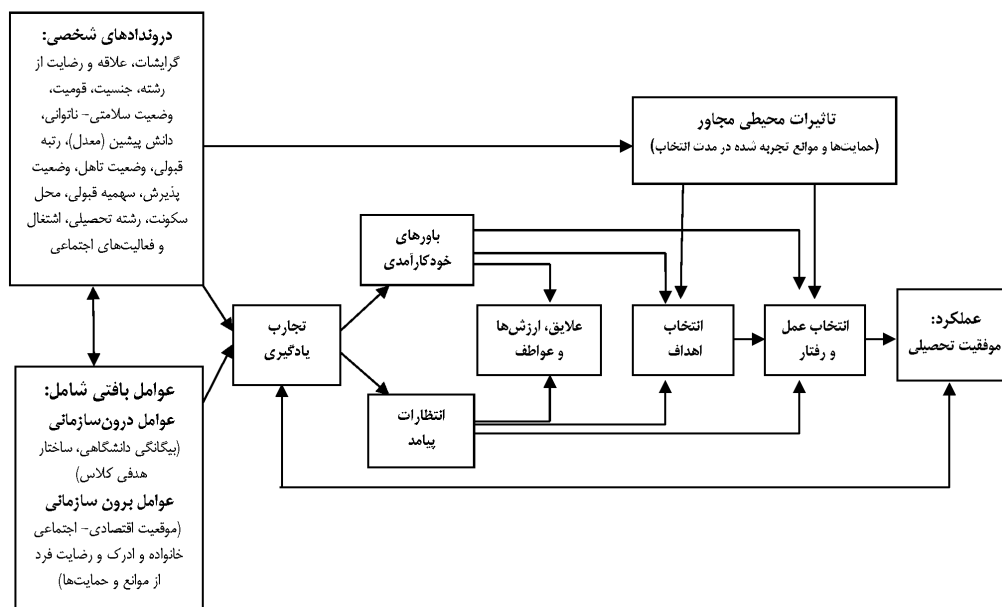 دروندادهای شخصی:
گرایشات، علاقه و رضایت از
رشته، جنسیت، قومیت،
وضعیت سلامتی- ناتوانی،
دانش پیشین (معدل)، رتبه
قبولی، وضعیت تاهل، وضعیت
پذیرش، سهمیه قبولی، محل
سکونت، رشته تحصیلی، اشتغال
و فعالیت‌های اجتماعی
تاثیرات محیطی مجاور
(حمایت‌ها و موانع تجربه شده در مدت انتخاب)
باورهای
خودکارآمدی
تجارب
یادگیری
علایق، ارزش‌ها
و عواطف
انتخاب
اهداف
انتخاب عمل
و رفتار
عملکرد:
موفقیت تحصیلی
انتظارات
پیامد
عوامل بافتی شامل:
عوامل درون‌سازمانی
(بیگانگی دانشگاهی، ساختار
هدفی کلاس)
عوامل برون سازمانی
(موقعیت اقتصادی- اجتماعی
خانواده و ادرک و رضایت فرد
از موانع و حمایت‌ها)